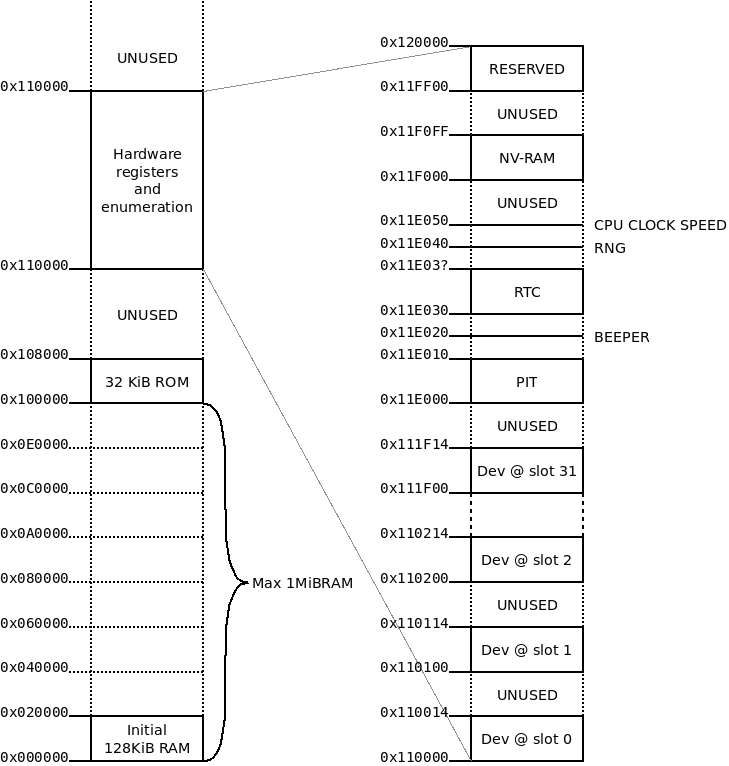 UNUSED
0x110000
Hardware
registers
and
enumeration
0x110000
UNUSED
0x108000
32 KiB ROM
0x100000
0x0E0000
0x0C0000
0x0A0000
0x080000
Max 1MiBRAM
0x060000
0x040000
0x020000
Initial
128KiB RAM
0x000000
0x120000
RESERVED
0x11FF00
UNUSED
0x11F0FF
NV-RAM
0x11F000
UNUSED
0x11E050
CPU CLOCK SPEED
0x11E040
RNG
0x11E03?
RTC
0x11E030
0x11E020
BEEPER
0x11E010
PIT
0x11E000
UNUSED
0x111F14
Dev @ slot 31
0x111F00
0x110214
Dev @ slot 2
0x110200
UNUSED
0x110114
Dev @ slot 1
0x110100
UNUSED
0x110014
Dev @ slot 0
0x110000